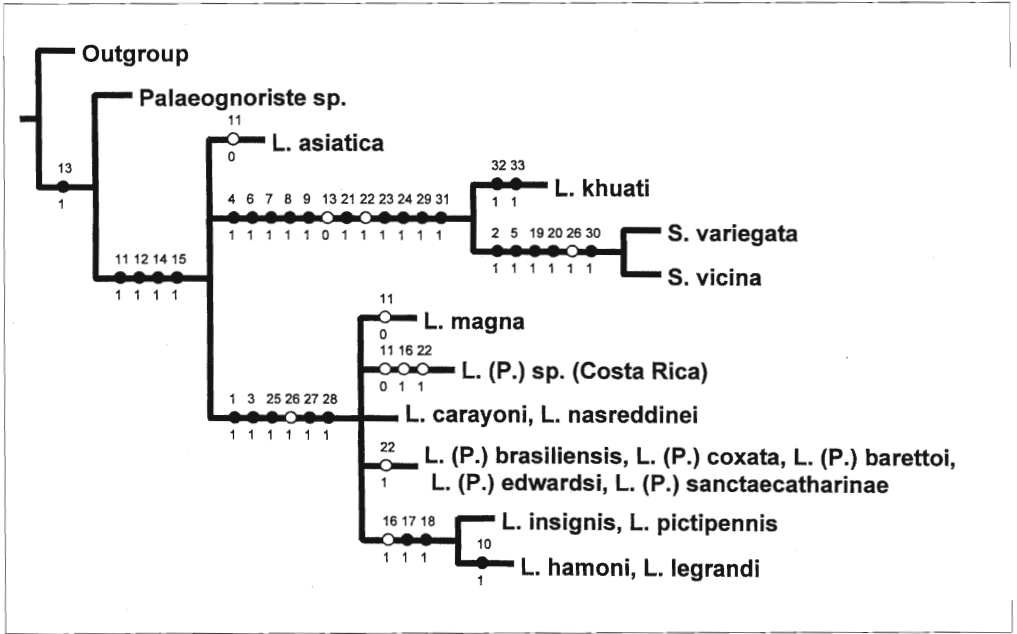 Outgroup
Palaeognoriste sp.
11
L. asiatica
0
13
1
32 33
L. khuati
1 1
4 6 7 8 9 13 21 22 23 24 29 31
1 1 1 1 1 0 1 1 1 1 1 1
S. variegata
2 5 19 20 26 30
1 1 1 1 1 1
S. vicina
11 12 14 15
1 1 1 1
11
L. magna
0
11 16 22
L. (P.) sp. (Costa Rica)
0 1 1
1 3 25 26 27 28
L. carayoni, L. nasreddinei
1 1 1 1 1 1
22
L. (P.) brasiliensis, L. (P.) coxata, L. (P.) barettoi,
1
L. (P.) edwardsi, L. (P.) sanctaecatharinae
16 17 18
L. insignis, L. pictipennis
1 1 1
10
L. hamoni, L. legrandi
1